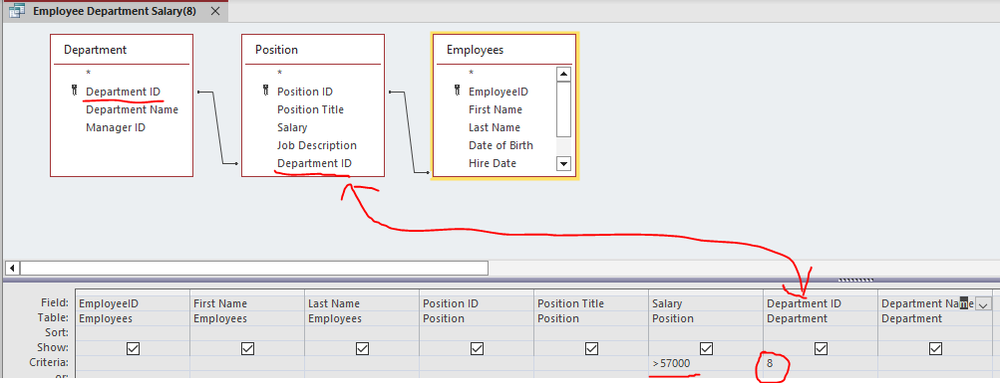 Employee Department Salary(8)
Department
*
Department ID
Department Name
Manager ID
Position
*
Position ID
Position Title
Salary
Job Description
Department ID
Employees
*
EmployeeID
First Name
Last Name
Date of Birth
Hire Date
Field: EmployeeID First Name Last Name Position ID Position Title Salary Department ID Department Name
Table: Employees Employees Employees Position Position Position Department Department
Sort:
Show:
Criteria: >57000 8
or: